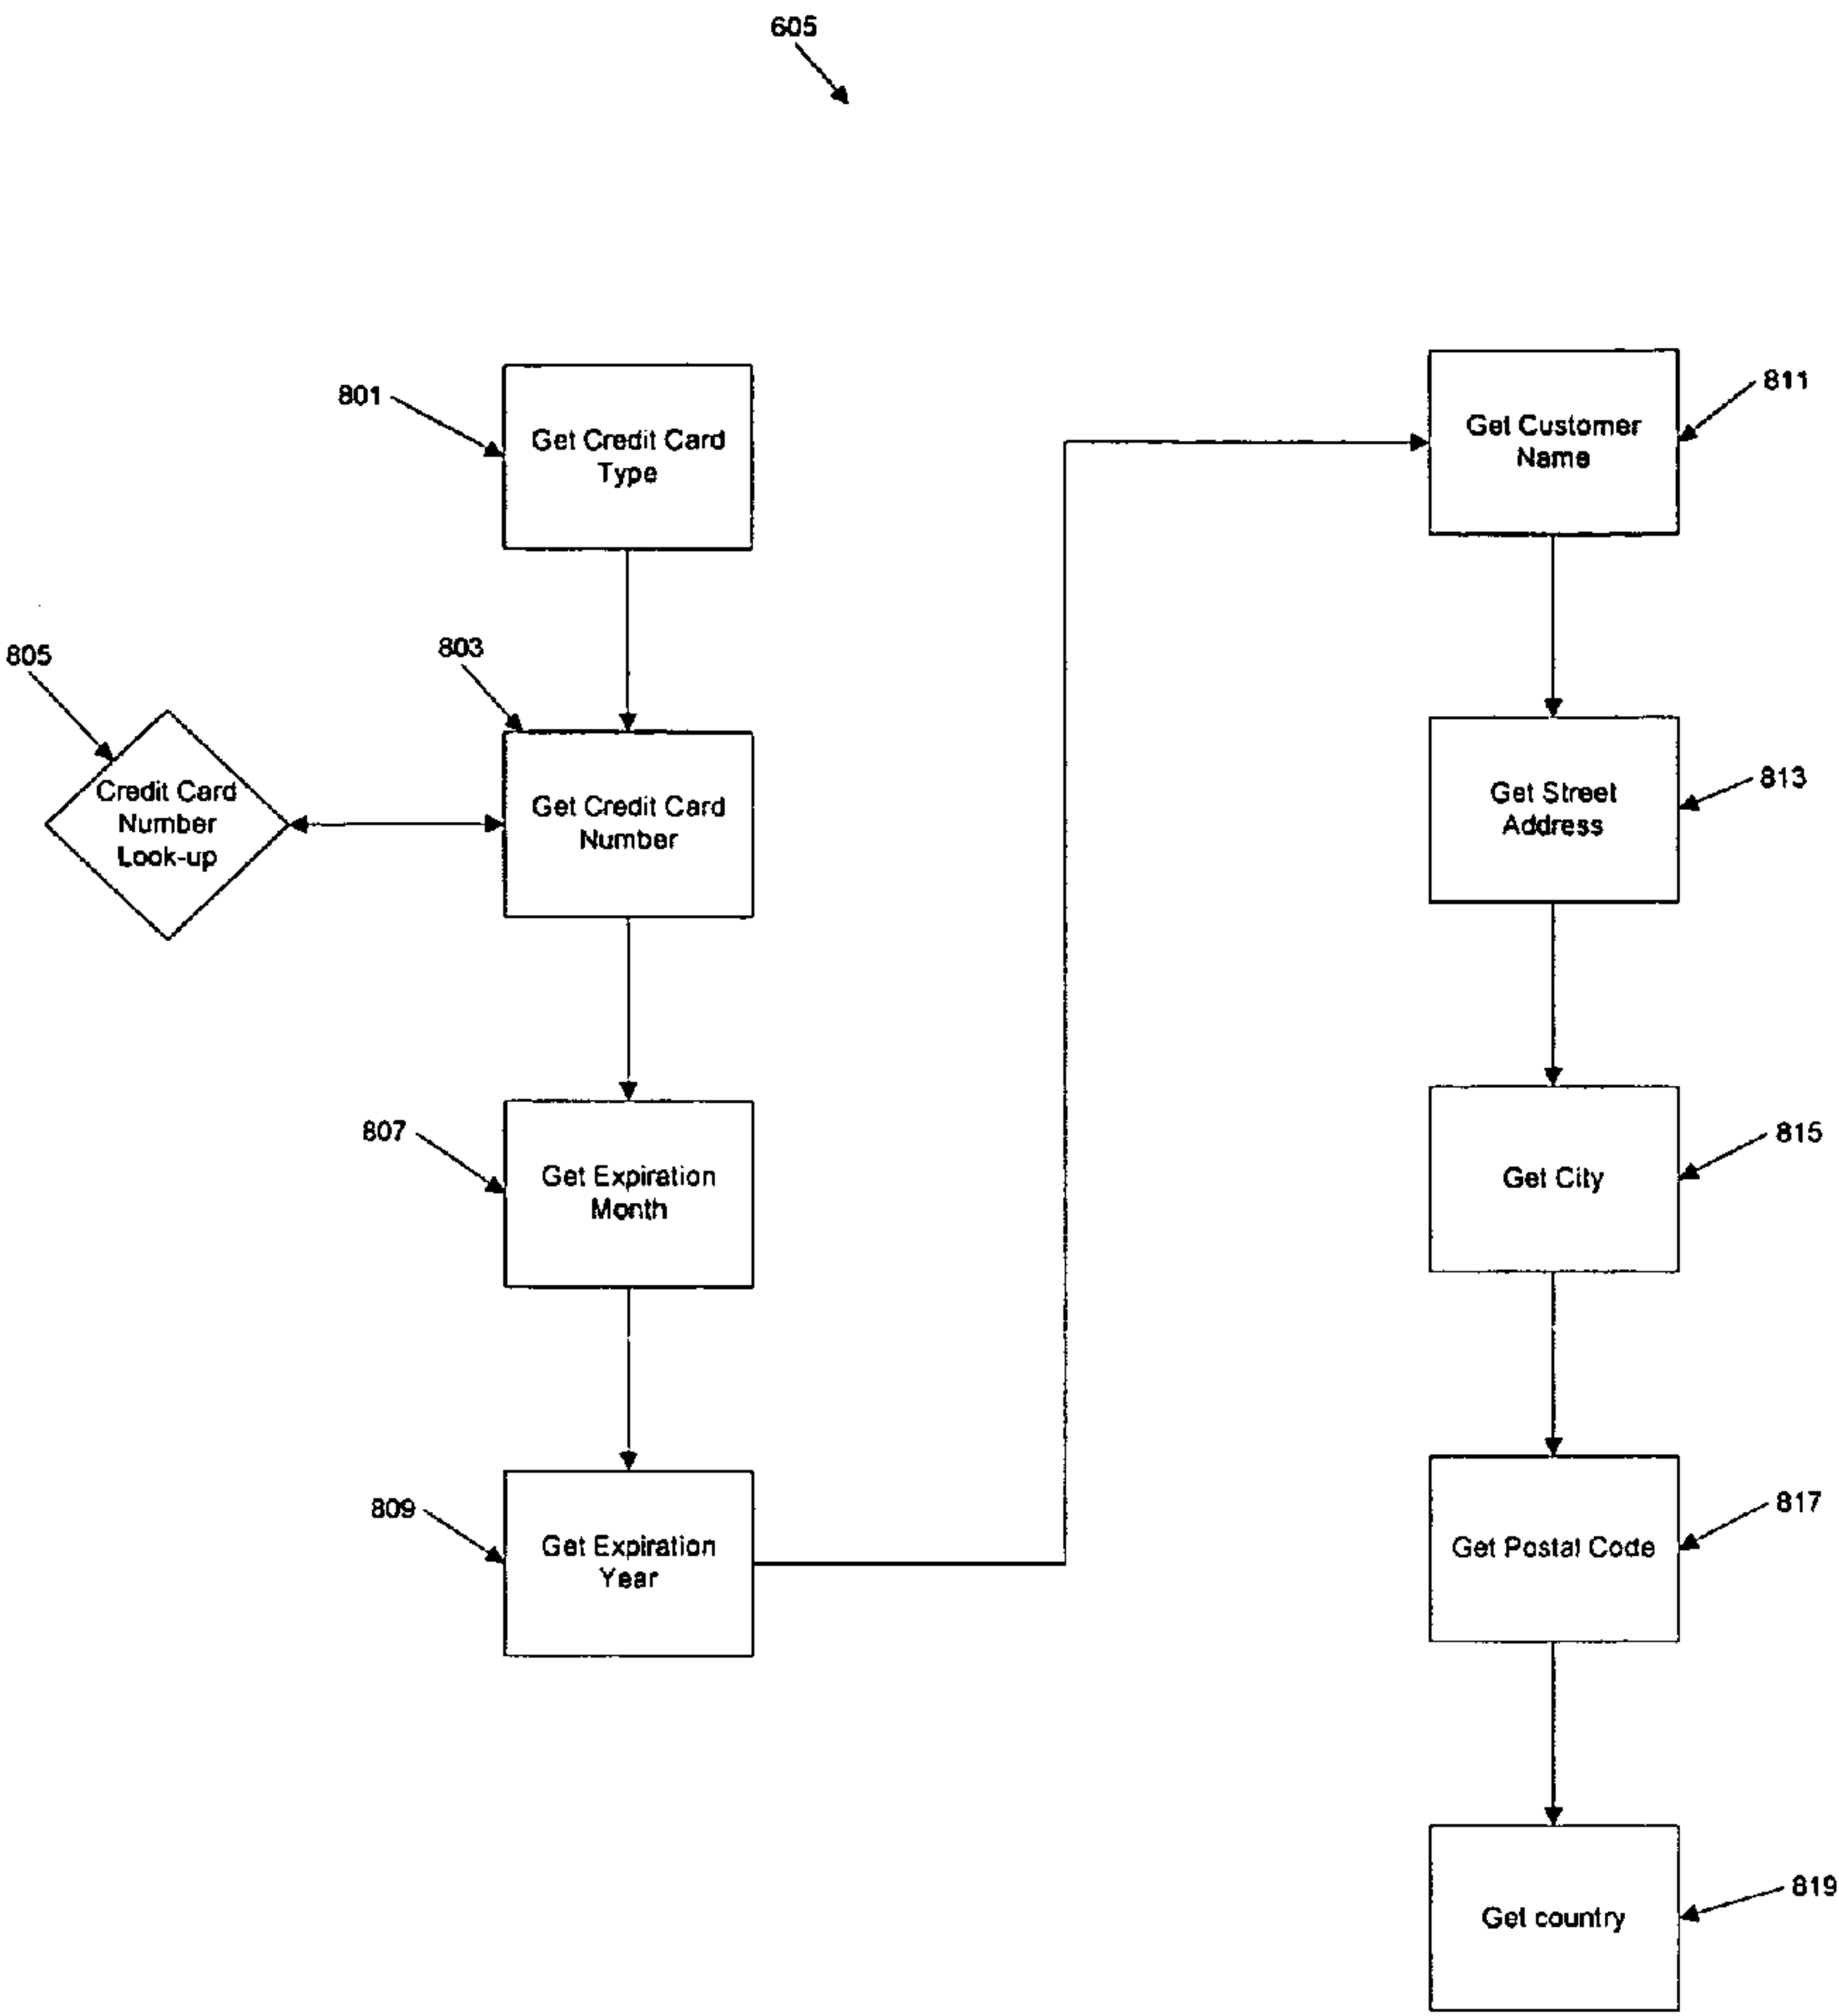 605
801
Get Credit Card
Type
805
Credit Card
Number
Look-up
803
Get Credit Card
Number
807
Get Expiration
Month
809
Get Expiration
Year
Get Customer
Name
811
Get Street
Address
813
Get City
815
Get Postal Code
817
Get country
819